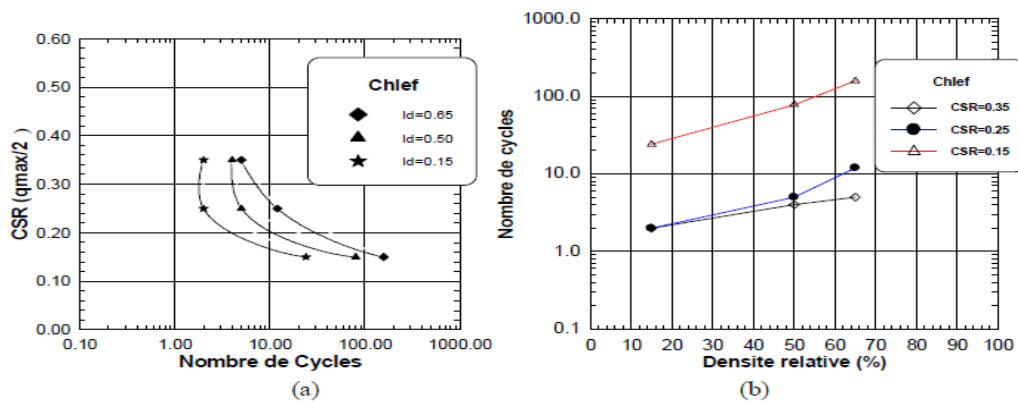 0.60
0.50
0.40
0.30
0.20
0.10
0.00
CSR (qmax/2)
0.10
1.00
10.00
100.00
1000.00
Nombre de Cycles
Chlef
Id=0.65
Id=0.50
Id=0.15
(a)
(b)
1000.0
100.0
10.0
1.0
0.1
Nombre de cycles
0
10
20
30
40
50
60
70
80
90
100
Densite relative (%)
Chlef
CSR=0.35
CSR=0.25
CSR=0.15
(b)